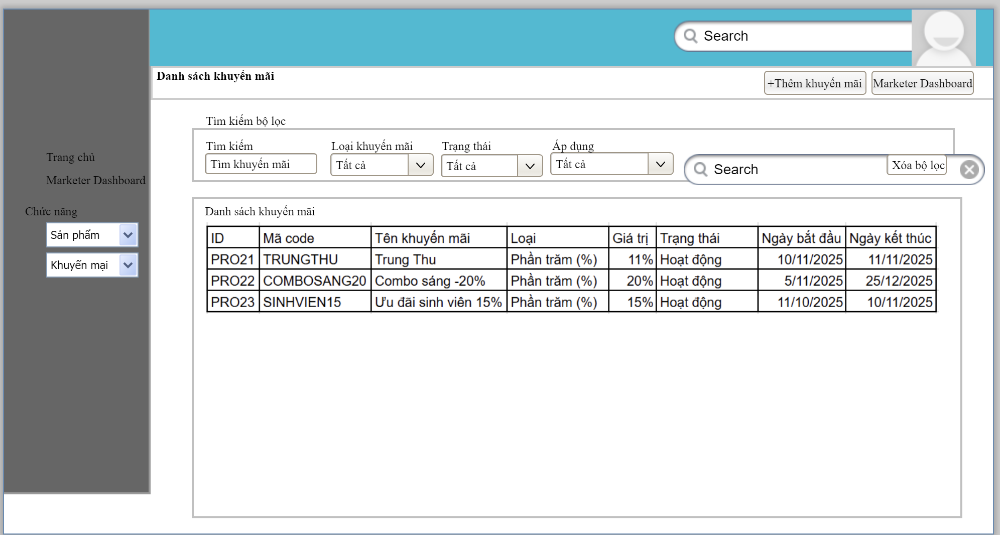 Search
Danh sách khuyến mãi
+Thêm khuyến mãi Marketer Dashboard
Trang chủ
Marketer Dashboard
Chức năng
Sản phẩm
Khuyến mại
Tìm kiếm bộ lọc
Tìm kiếm Loại khuyến mãi Trạng thái Áp dụng
Tìm khuyến mãi Tất cả Tất cả Tất cả Search Xóa bộ lọc
Danh sách khuyến mãi
ID Mã code Tên khuyến mãi Loại Giá trị Trạng thái Ngày bắt đầu Ngày kết thúc
PRO21 TRUNGTHU Trung Thu Phần trăm (%) 11% Hoạt động 10/11/2025 11/11/2025
PRO22 COMBOSANG20 Combo sáng -20% Phần trăm (%) 20% Hoạt động 5/11/2025 25/12/2025
PRO23 SINHVIEN15 Ưu đãi sinh viên 15% Phần trăm (%) 15% Hoạt động 11/10/2025 10/11/2025